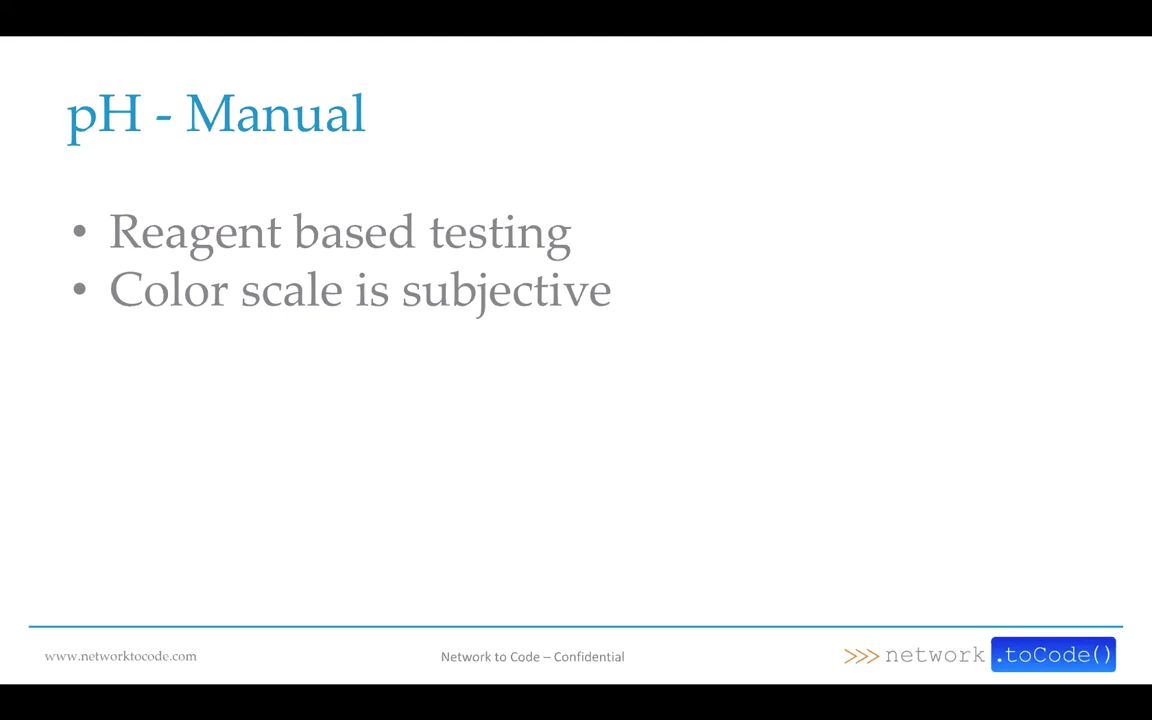 pH - Manual
• Reagent based testing
• Color scale is subjective
www.networktocode.com
Network to Code – Confidential
>>> network .toCode()